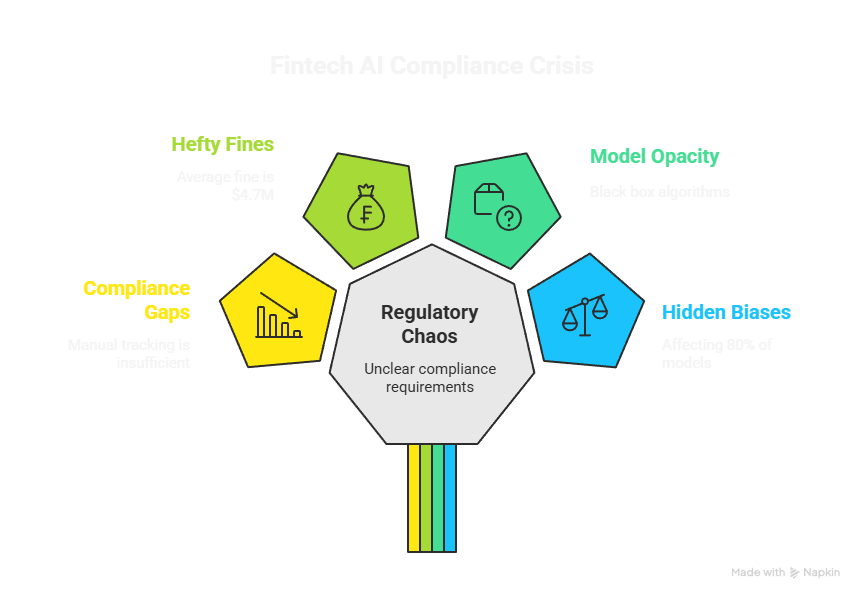 Fintech AI Compliance Crisis
Hefty Fines
Average fine is
$4.7M
Model Opacity
Black box algorithms
Compliance
Gaps
Manual tracking is
insufficient
Regulatory
Chaos
Unclear compliance
requirements
Hidden Biases
Affecting 80% of
models
Made with Napkin